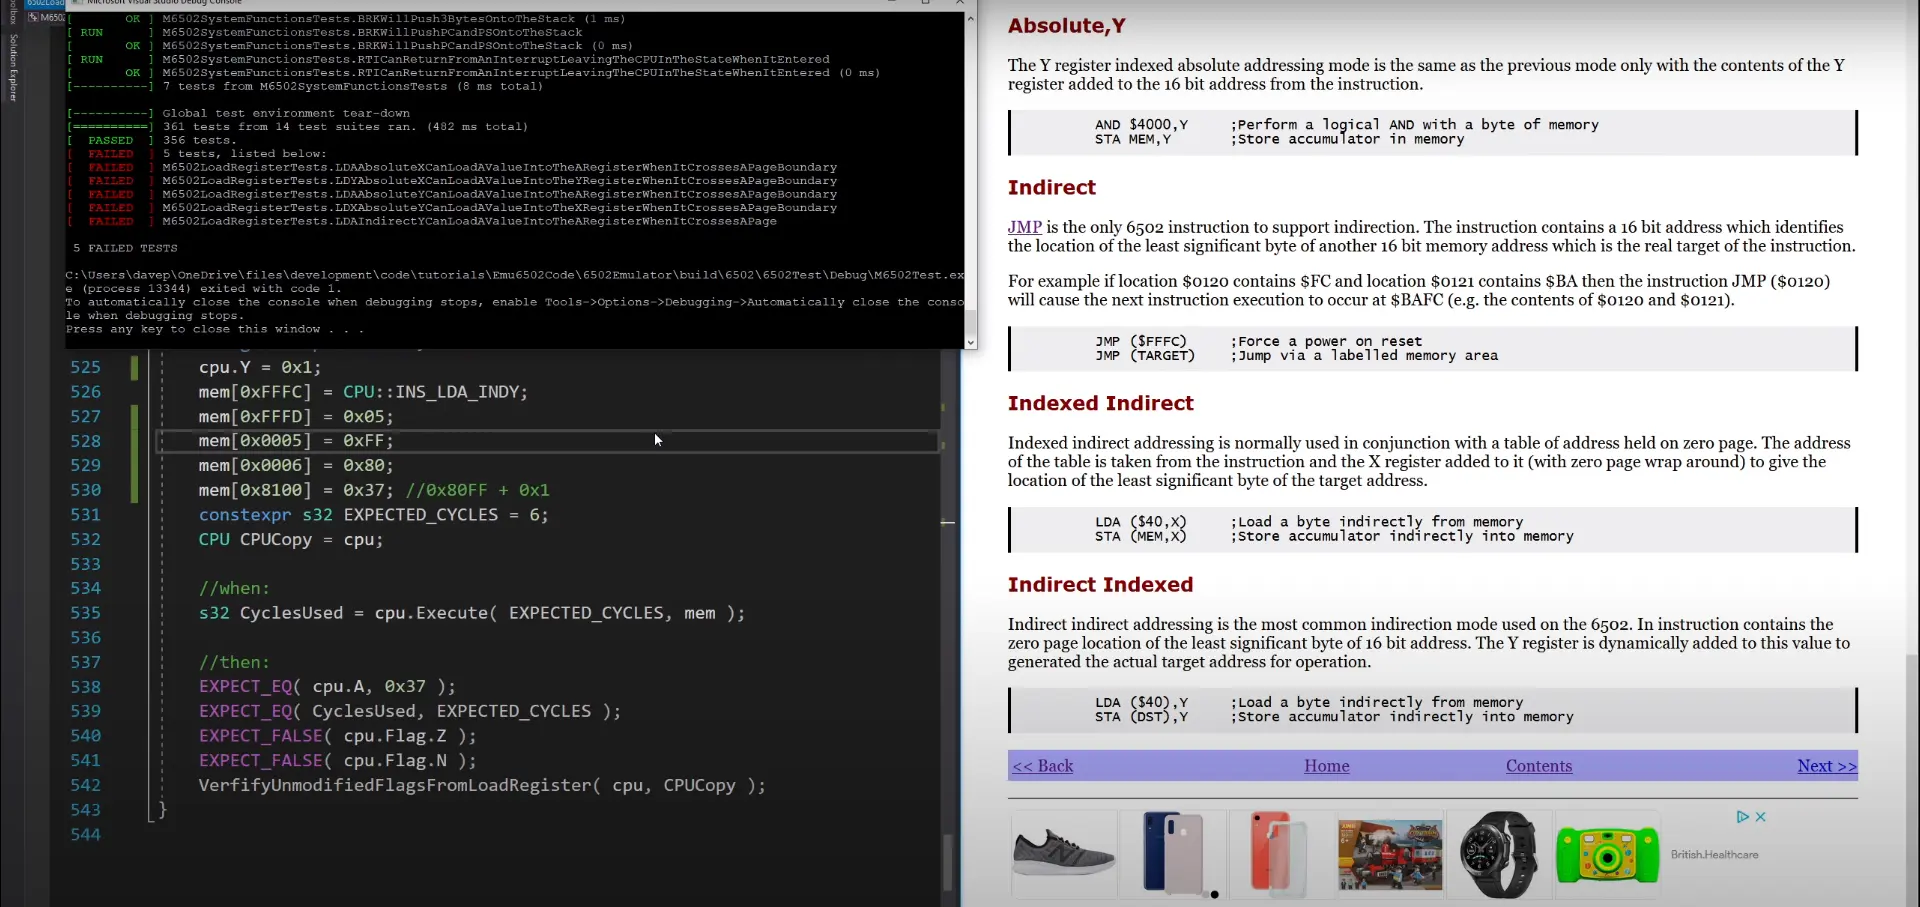 Microsoft Visual Studio Debug Console
[ OK ] M6502SystemFunctionsTests.BRKWillPush3BytesOntoTheStack (1 ms)
[ RUN ] M6502SystemFunctionsTests.BRKWillPushPCandPSOntoTheStack
[ OK ] M6502SystemFunctionsTests.BRKWillPushPCandPSOntoTheStack (0 ms)
[ RUN ] M6502SystemFunctionsTests.RTICanReturnFromAnInterruptLeavingTheCPUInTheStateWhenItEntered
[ OK ] M6502SystemFunctionsTests.RTICanReturnFromAnInterruptLeavingTheCPUInTheStateWhenItEntered (0 ms)
[----------] 7 tests from M6502SystemFunctionsTests (8 ms total)
[----------] Global test environment tear-down
[==========] 361 tests from 14 test suites ran. (482 ms total)
[ PASSED ] 356 tests.
[ FAILED ] 5 tests, listed below:
[ FAILED ] M6502LoadRegisterTests.LDAAbsoluteXCanLoadAValueIntoTheARegisterWhenItCrossesAPageBoundary
[ FAILED ] M6502LoadRegisterTests.LDYAbsoluteXCanLoadAValueIntoTheYRegisterWhenItCrossesAPageBoundary
[ FAILED ] M6502LoadRegisterTests.LDAAbsoluteYCanLoadAValueIntoTheARegisterWhenItCrossesAPageBoundary
[ FAILED ] M6502LoadRegisterTests.LDXAbsoluteYCanLoadAValueIntoTheXRegisterWhenItCrossesAPageBoundary
[ FAILED ] M6502LoadRegisterTests.LDAIndirectYCanLoadAValueIntoTheARegisterWhenItCrossesAPage
5 FAILED TESTS
C:\Users\davep\OneDrive\files\development\code\tutorials\Emu6502Code\6502Emulator\build\6502\6502Test\Debug\M6502Test.ex
e (process 13344) exited with code 1.
To automatically close the console when debugging stops, enable Tools->Options->Debugging->Automatically close the conso
le when debugging stops.
Press any key to close this window . . .
Solution Explorer
525 cpu.Y = 0x1;
526 mem[0xFFFC] = CPU::INS_LDA_INDY;
527 mem[0xFFFD] = 0x05;
528 mem[0x0005] = 0xFF;
529 mem[0x0006] = 0x80;
530 mem[0x8100] = 0x37; //0x80FF + 0x1
531 constexpr s32 EXPECTED_CYCLES = 6;
532 CPU CPUCopy = cpu;
533
534 //when:
535 s32 CyclesUsed = cpu.Execute( EXPECTED_CYCLES, mem );
536
537 //then:
538 EXPECT_EQ( cpu.A, 0x37 );
539 EXPECT_EQ( CyclesUsed, EXPECTED_CYCLES );
540 EXPECT_FALSE( cpu.Flag.Z );
541 EXPECT_FALSE( cpu.Flag.N );
542 VerfifyUnmodifiedFlagsFromLoadRegister( cpu, CPUCopy );
543 }
544
Absolute,Y
The Y register indexed absolute addressing mode is the same as the previous mode only with the contents of the Y
register added to the 16 bit address from the instruction.
AND $4000,Y ;Perform a logical AND with a byte of memory
STA MEM,Y ;Store accumulator in memory
Indirect
JMP is the only 6502 instruction to support indirection. The instruction contains a 16 bit address which identifies
the location of the least significant byte of another 16 bit memory address which is the real target of the instruction.
For example if location $0120 contains $FC and location $0121 contains $BA then the instruction JMP ($0120)
will cause the next instruction execution to occur at $BAFC (e.g. the contents of $0120 and $0121).
JMP ($FFFC) ;Force a power on reset
JMP (TARGET) ;Jump via a labelled memory area
Indexed Indirect
Indexed indirect addressing is normally used in conjunction with a table of address held on zero page. The address
of the table is taken from the instruction and the X register added to it (with zero page wrap around) to give the
location of the least significant byte of the target address.
LDA ($40,X) ;Load a byte indirectly from memory
STA (MEM,X) ;Store accumulator indirectly into memory
Indirect Indexed
Indirect indirect addressing is the most common indirection mode used on the 6502. In instruction contains the
zero page location of the least significant byte of 16 bit address. The Y register is dynamically added to this value to
generated the actual target address for operation.
LDA ($40),Y ;Load a byte indirectly from memory
STA (DST),Y ;Store accumulator indirectly into memory
<< Back Home Contents Next >>
British.Healthcare